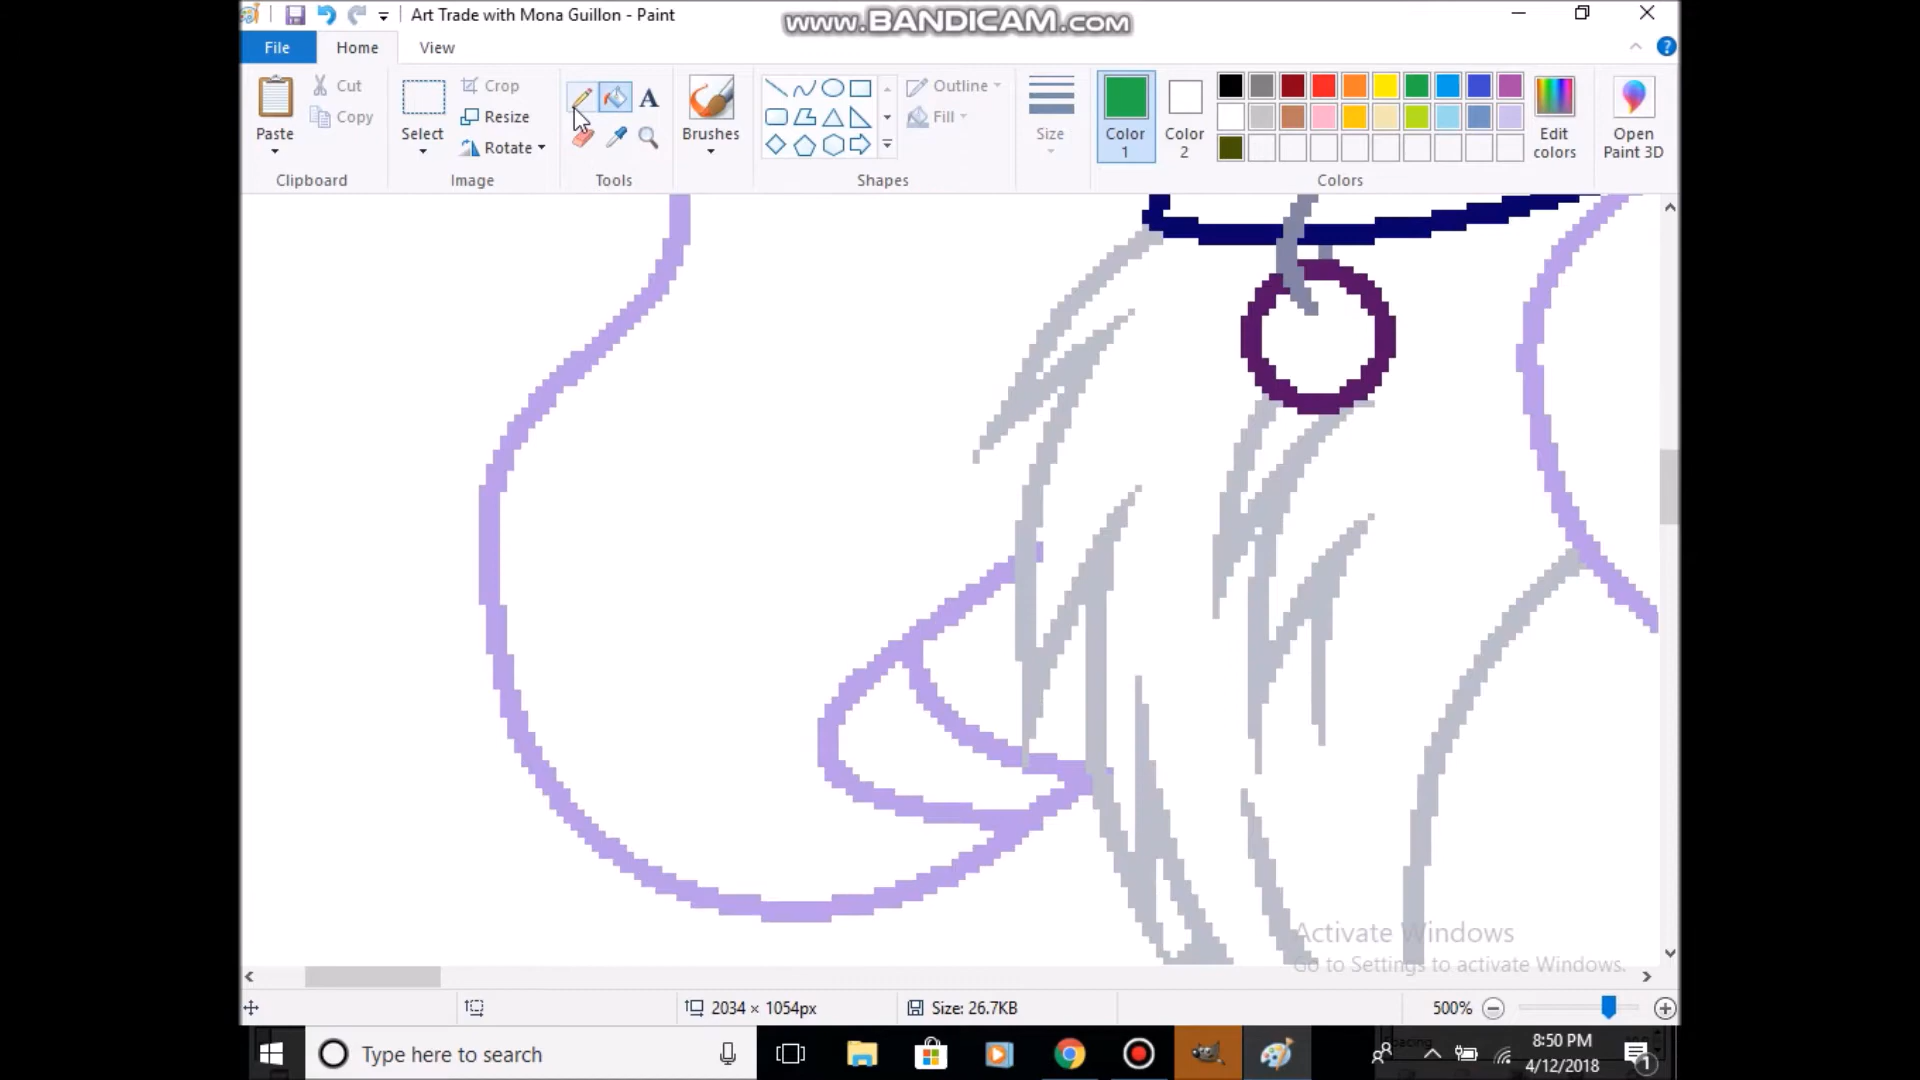 Art Trade with Mona Guillon - Paint
www.BANDICAM.com
File Home View
Paste
Cut
Copy
Clipboard
Select
Crop
Resize
Rotate
Image
A
Tools
Brushes
Outline
Fill
Shapes
Size
Color 1
Color 2
Edit colors
Open Paint 3D
Colors
Activate Windows
Go to Settings to activate Windows.
2034 × 1054px
Size: 26.7KB
500%
Type here to search
8:50 PM
4/12/2018
1